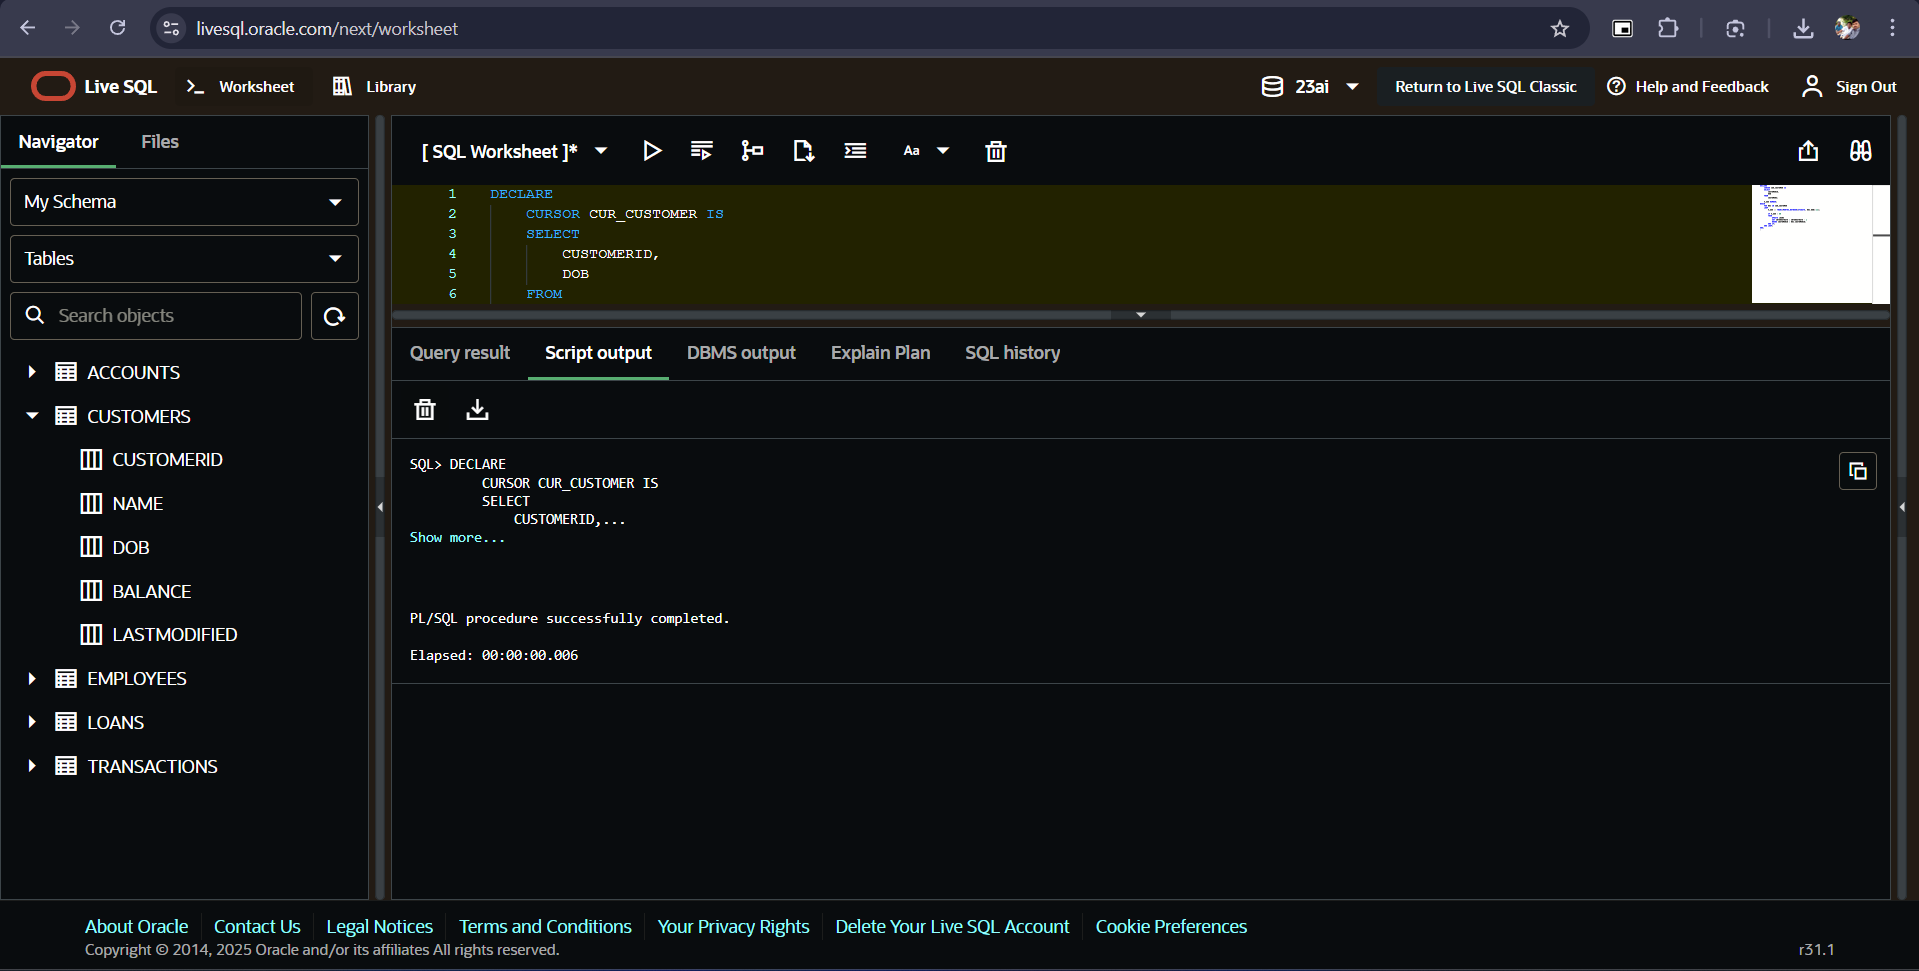 livesql.oracle.com/next/worksheet
Live SQL
Worksheet
Library
23ai
Return to Live SQL Classic
Help and Feedback
Sign Out
Navigator
Files
My Schema
Tables
Search objects
ACCOUNTS
CUSTOMERS
CUSTOMERID
NAME
DOB
BALANCE
LASTMODIFIED
EMPLOYEES
LOANS
TRANSACTIONS
[ SQL Worksheet ]*
Aa
1 DECLARE
2 CURSOR CUR_CUSTOMER IS
3 SELECT
4 CUSTOMERID,
5 DOB
6 FROM
Query result
Script output
DBMS output
Explain Plan
SQL history
SQL> DECLARE
CURSOR CUR_CUSTOMER IS
SELECT
CUSTOMERID,...
Show more...
PL/SQL procedure successfully completed.
Elapsed: 00:00:00.006
About Oracle
Contact Us
Legal Notices
Terms and Conditions
Your Privacy Rights
Delete Your Live SQL Account
Cookie Preferences
Copyright © 2014, 2025 Oracle and/or its affiliates All rights reserved.
r31.1